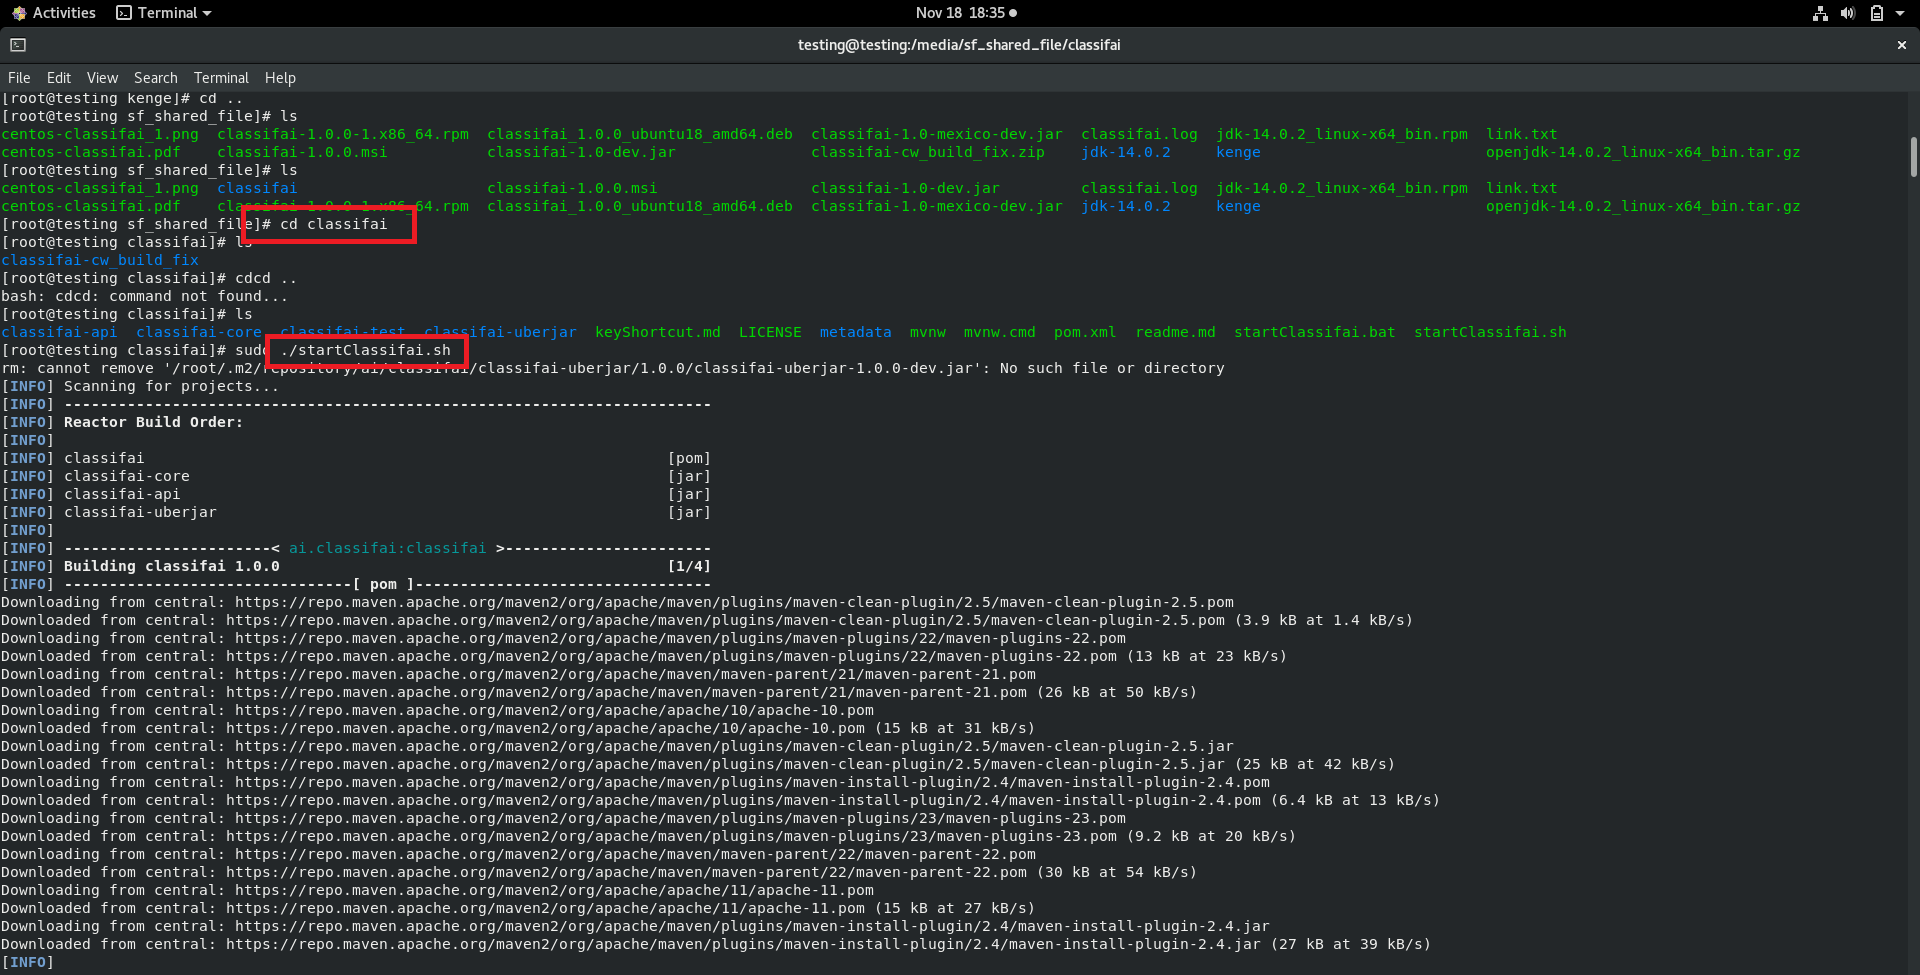 Activities Terminal Nov 18 18:35
testing@testing:/media/sf_shared_file/classifai
File Edit View Search Terminal Help
[root@testing kenge]# cd ..
[root@testing sf_shared_file]# ls
centos-classifai_1.png classifai-1.0.0-1.x86_64.rpm classifai_1.0.0_ubuntu18_amd64.deb classifai-1.0-mexico-dev.jar classifai.log jdk-14.0.2_linux-x64_bin.rpm link.txt
centos-classifai.pdf classifai-1.0.0.msi classifai-1.0-dev.jar classifai-cw_build_fix.zip jdk-14.0.2 kenge openjdk-14.0.2_linux-x64_bin.tar.gz
[root@testing sf_shared_file]# ls
centos-classifai_1.png classifai classifai-1.0.0.msi classifai-1.0-dev.jar classifai.log jdk-14.0.2_linux-x64_bin.rpm link.txt
centos-classifai.pdf classifai-1.0.0-1.x86_64.rpm classifai_1.0.0_ubuntu18_amd64.deb classifai-1.0-mexico-dev.jar jdk-14.0.2 kenge openjdk-14.0.2_linux-x64_bin.tar.gz
[root@testing sf_shared_file]# cd classifai
[root@testing classifai]# ls
classifai-cw_build_fix
[root@testing classifai]# cdcd ..
bash: cdcd: command not found...
[root@testing classifai]# ls
classifai-api classifai-core classifai-test classifai-uberjar keyShortcut.md LICENSE metadata mvnw mvnw.cmd pom.xml readme.md startClassifai.bat startClassifai.sh
[root@testing classifai]# sudo ./startClassifai.sh
rm: cannot remove '/root/.m2/repository/ai/classifai/classifai-uberjar/1.0.0/classifai-uberjar-1.0.0-dev.jar': No such file or directory
[INFO] Scanning for projects...
[INFO] ------------------------------------------------------------------------
[INFO] Reactor Build Order:
[INFO]
[INFO] classifai [pom]
[INFO] classifai-core [jar]
[INFO] classifai-api [jar]
[INFO] classifai-uberjar [jar]
[INFO]
[INFO] -----------------------< ai.classifai:classifai >-----------------------
[INFO] Building classifai 1.0.0 [1/4]
[INFO] --------------------------------[ pom ]---------------------------------
Downloading from central: https://repo.maven.apache.org/maven2/org/apache/maven/plugins/maven-clean-plugin/2.5/maven-clean-plugin-2.5.pom
Downloaded from central: https://repo.maven.apache.org/maven2/org/apache/maven/plugins/maven-clean-plugin/2.5/maven-clean-plugin-2.5.pom (3.9 kB at 1.4 kB/s)
Downloading from central: https://repo.maven.apache.org/maven2/org/apache/maven/plugins/maven-plugins/22/maven-plugins-22.pom
Downloaded from central: https://repo.maven.apache.org/maven2/org/apache/maven/plugins/maven-plugins/22/maven-plugins-22.pom (13 kB at 23 kB/s)
Downloading from central: https://repo.maven.apache.org/maven2/org/apache/maven/maven-parent/21/maven-parent-21.pom
Downloaded from central: https://repo.maven.apache.org/maven2/org/apache/maven/maven-parent/21/maven-parent-21.pom (26 kB at 50 kB/s)
Downloading from central: https://repo.maven.apache.org/maven2/org/apache/apache/10/apache-10.pom
Downloaded from central: https://repo.maven.apache.org/maven2/org/apache/apache/10/apache-10.pom (15 kB at 31 kB/s)
Downloading from central: https://repo.maven.apache.org/maven2/org/apache/maven/plugins/maven-clean-plugin/2.5/maven-clean-plugin-2.5.jar
Downloaded from central: https://repo.maven.apache.org/maven2/org/apache/maven/plugins/maven-clean-plugin/2.5/maven-clean-plugin-2.5.jar (25 kB at 42 kB/s)
Downloading from central: https://repo.maven.apache.org/maven2/org/apache/maven/plugins/maven-install-plugin/2.4/maven-install-plugin-2.4.pom
Downloaded from central: https://repo.maven.apache.org/maven2/org/apache/maven/plugins/maven-install-plugin/2.4/maven-install-plugin-2.4.pom (6.4 kB at 13 kB/s)
Downloading from central: https://repo.maven.apache.org/maven2/org/apache/maven/plugins/maven-plugins/23/maven-plugins-23.pom
Downloaded from central: https://repo.maven.apache.org/maven2/org/apache/maven/plugins/maven-plugins/23/maven-plugins-23.pom (9.2 kB at 20 kB/s)
Downloading from central: https://repo.maven.apache.org/maven2/org/apache/maven/maven-parent/22/maven-parent-22.pom
Downloaded from central: https://repo.maven.apache.org/maven2/org/apache/maven/maven-parent/22/maven-parent-22.pom (30 kB at 54 kB/s)
Downloading from central: https://repo.maven.apache.org/maven2/org/apache/apache/11/apache-11.pom
Downloaded from central: https://repo.maven.apache.org/maven2/org/apache/apache/11/apache-11.pom (15 kB at 27 kB/s)
Downloading from central: https://repo.maven.apache.org/maven2/org/apache/maven/plugins/maven-install-plugin/2.4/maven-install-plugin-2.4.jar
Downloaded from central: https://repo.maven.apache.org/maven2/org/apache/maven/plugins/maven-install-plugin/2.4/maven-install-plugin-2.4.jar (27 kB at 39 kB/s)
[INFO]